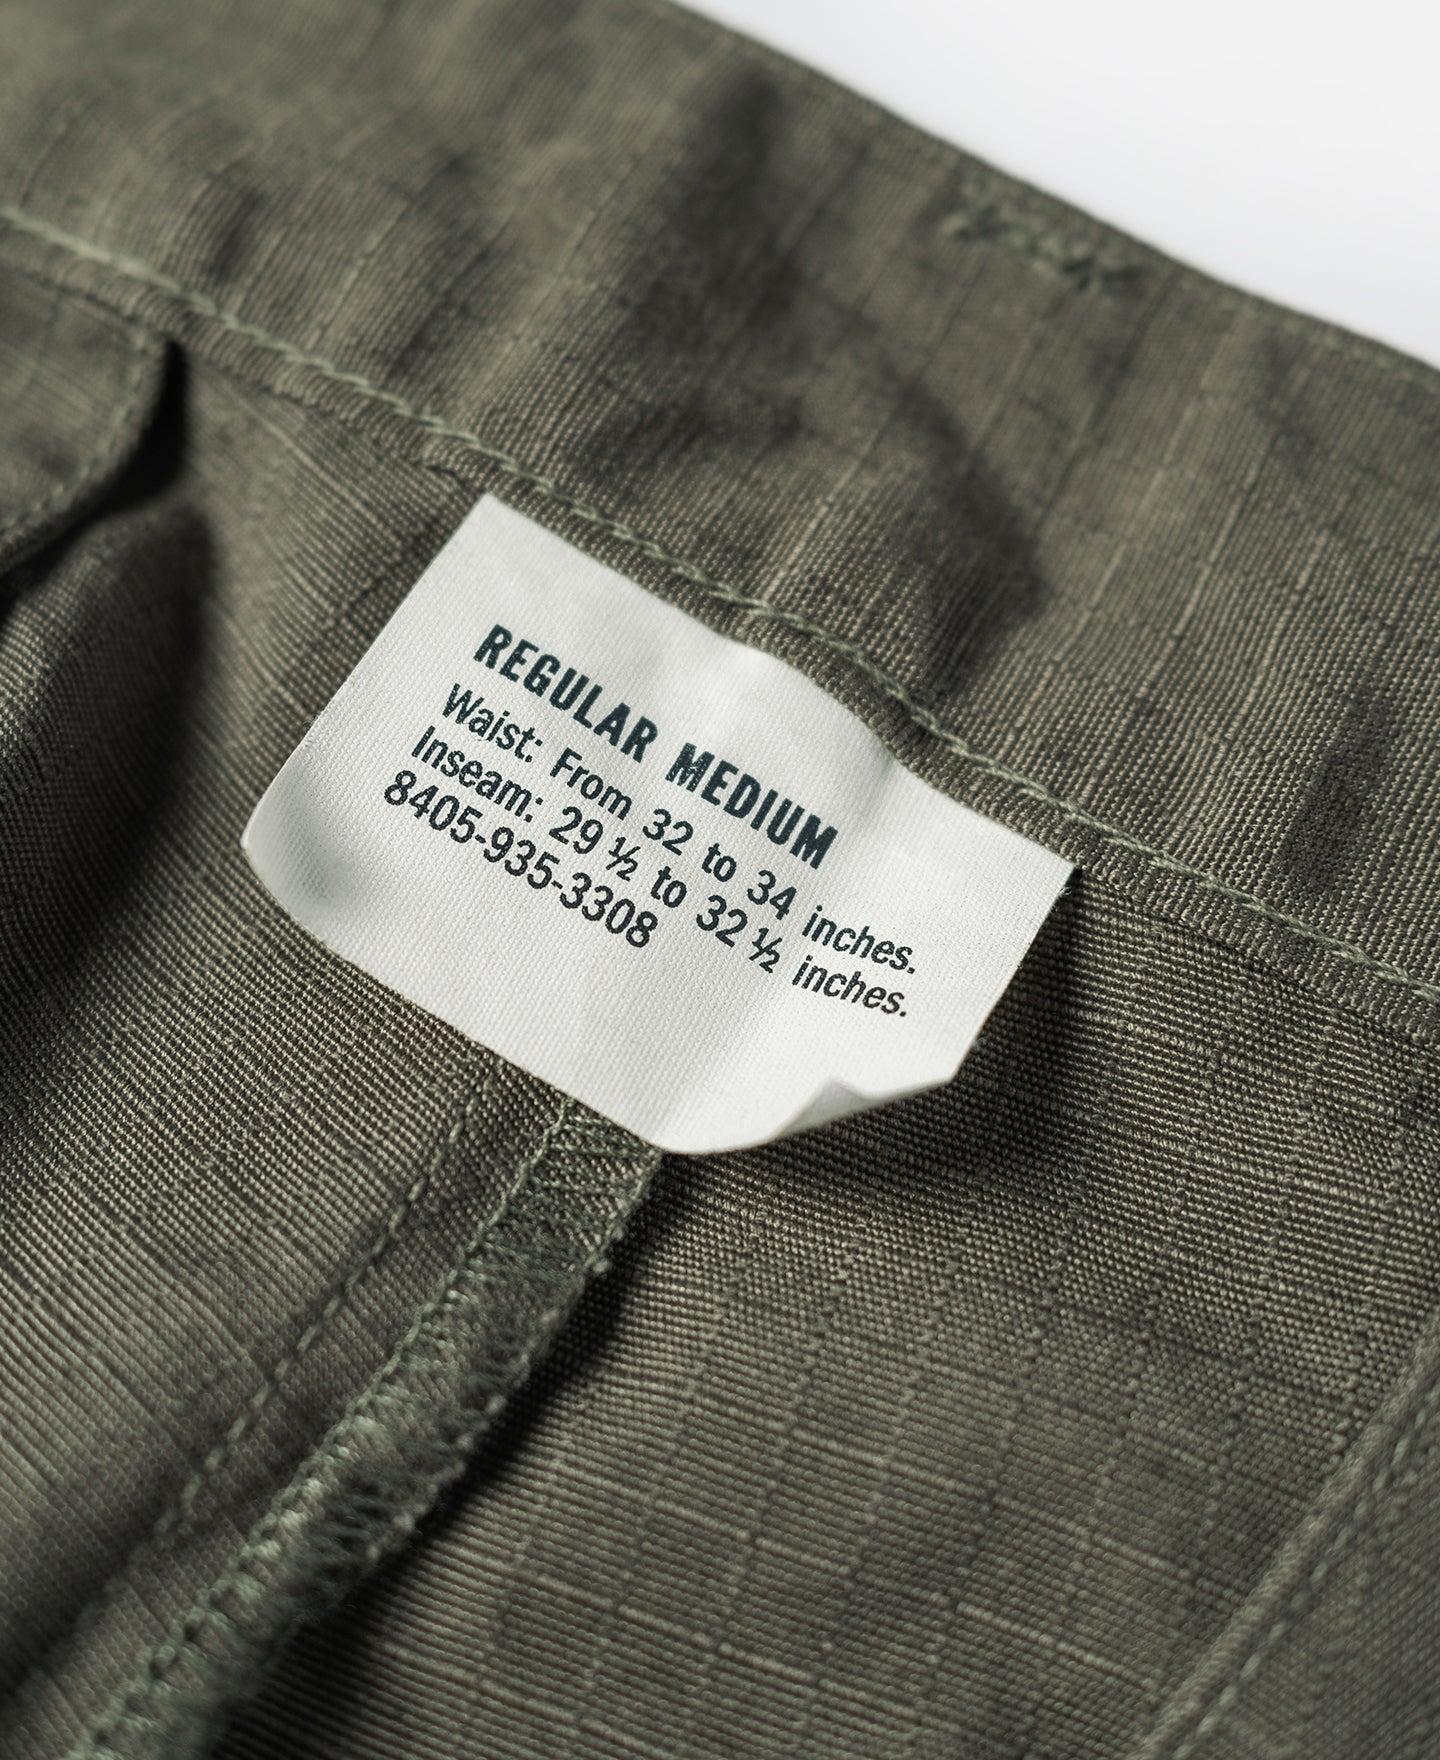 REGULAR MEDIUM
Waist: From 32 to 34 inches.
Inseam: 29 ½ to 32 ½ inches.
8405-935-3308